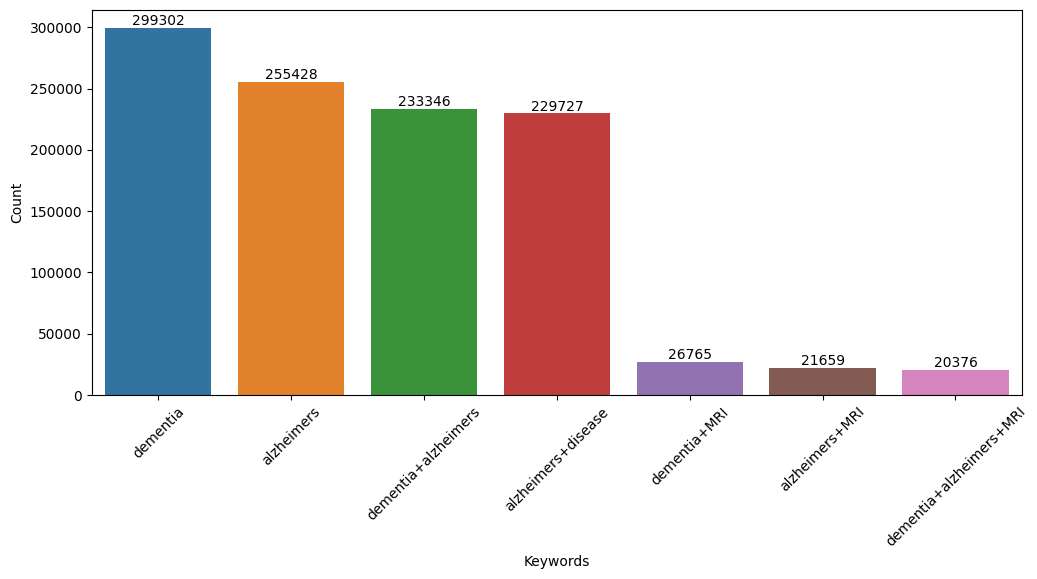 299302
255428
233346
229727
26765
21659
20376
300000
250000
200000
150000
100000
50000
0
Count
dementia
alzheimers
dementia+alzheimers
alzheimers+disease
dementia+MRI
alzheimers+MRI
dementia+alzheimers+MRI
Keywords